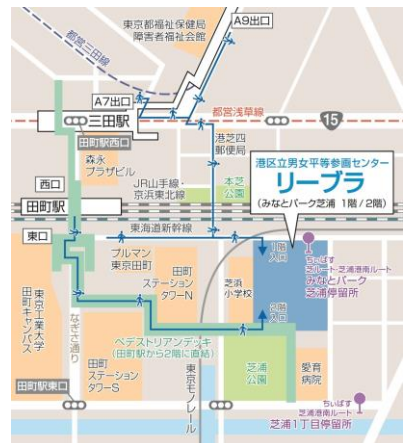 東京都福祉保健局
障害者福祉会館
A9出口
都営三田線
A7出口
都営浅草線
15
三田駅
田町駅西口
森永
プラザビル
港芝四
郵便局
港区立男女平等参画センター
リーブラ
(みなとパーク芝浦 1階/2階)
西口
JR山手線・
京浜東北線
本芝
公園
田町駅
東海道新幹線
東口
プルマン
東京田町
1階
入口
ちぃばす
芝ルート・芝浦港南ルート
みなとパーク
芝浦停留所
田町
ステーション
タワーN
芝浜
小学校
2階
入口
東京工業大学
田町キャンパス
なぎさ通り
ペデストリアンデッキ
(田町駅から2階に直結)
田町
ステーション
タワーS
東京モノレール
芝浦
公園
愛育
病院
田町駅東口
ちぃばす
芝浦港南ルート
芝浦1丁目停留所